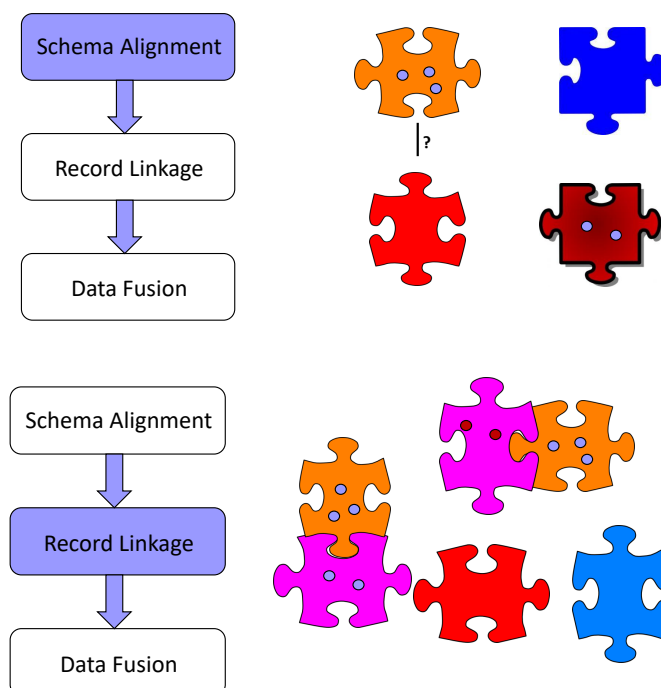 Schema Alignment
Record Linkage
Data Fusion
?
Schema Alignment
Record Linkage
Data Fusion